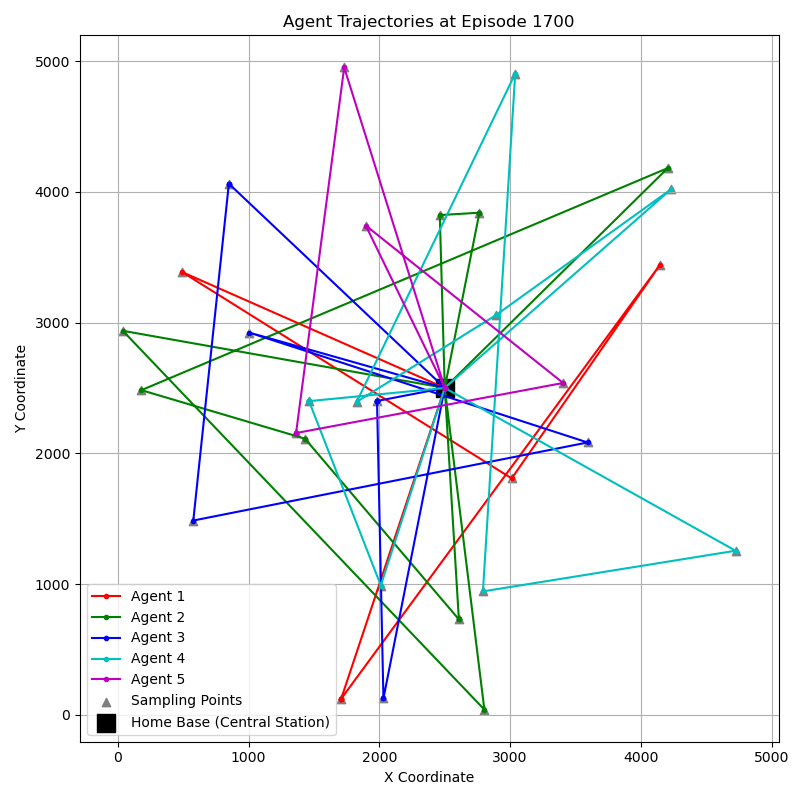 Agent Trajectories at Episode 1700
Y Coordinate
5000
4000
3000
2000
1000
0
Agent 1
Agent 2
Agent 3
Agent 4
Agent 5
Sampling Points
Home Base (Central Station)
0 1000 2000 3000 4000 5000
X Coordinate